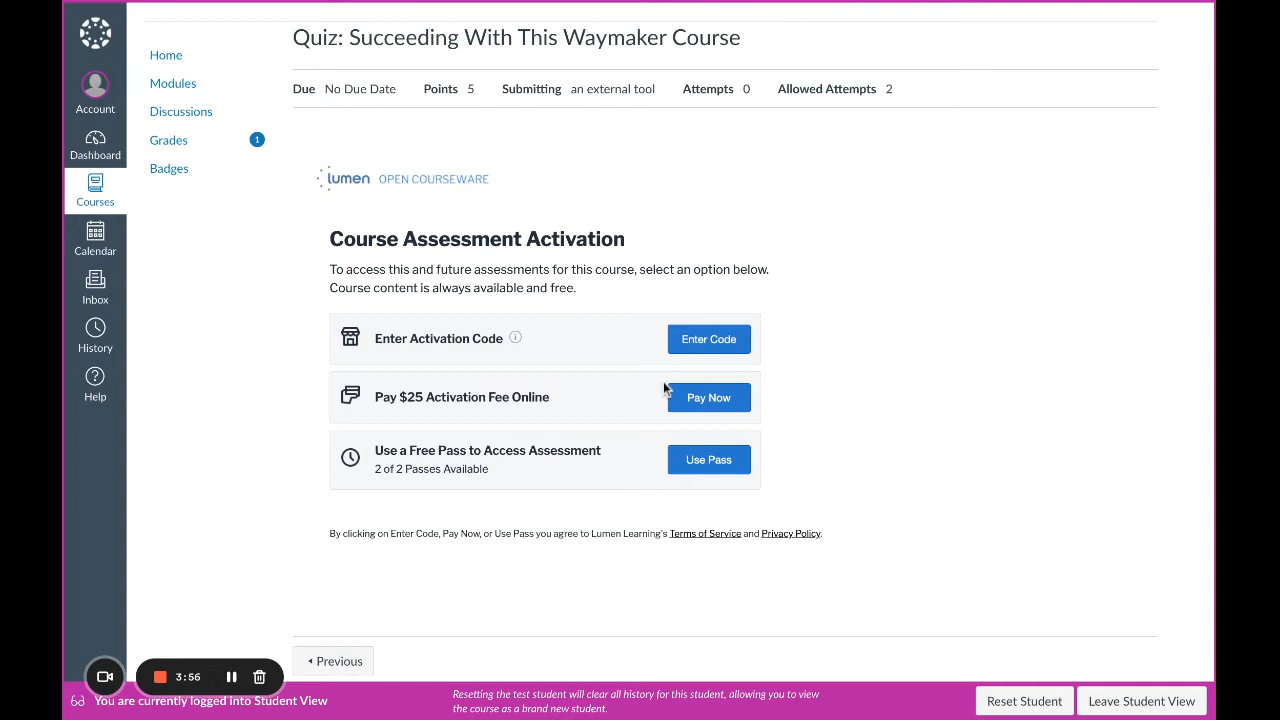 Account
Dashboard
Courses
Calendar
Inbox
History
Help
Home
Modules
Discussions
Grades 1
Badges
Quiz: Succeeding With This Waymaker Course
Due No Due Date Points 5 Submitting an external tool Attempts 0 Allowed Attempts 2
lumen OPEN COURSEWARE
Course Assessment Activation
To access this and future assessments for this course, select an option below.
Course content is always available and free.
Enter Activation Code Enter Code
Pay $25 Activation Fee Online Pay Now
Use a Free Pass to Access Assessment
2 of 2 Passes Available
Use Pass
By clicking on Enter Code, Pay Now, or Use Pass you agree to Lumen Learning's Terms of Service and Privacy Policy.
Previous
3:56
You are currently logged into Student View
Resetting the test student will clear all history for this student, allowing you to view
the course as a brand new student.
Reset Student
Leave Student View